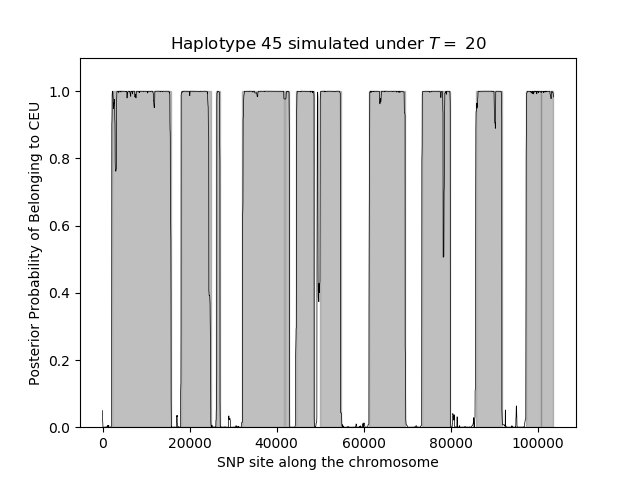 Haplotype 45 simulated under T = 20
Posterior Probability of Belonging to CEU
1.0
0.8
0.6
0.4
0.2
0.0
0 20000 40000 60000 80000 100000
SNP site along the chromosome